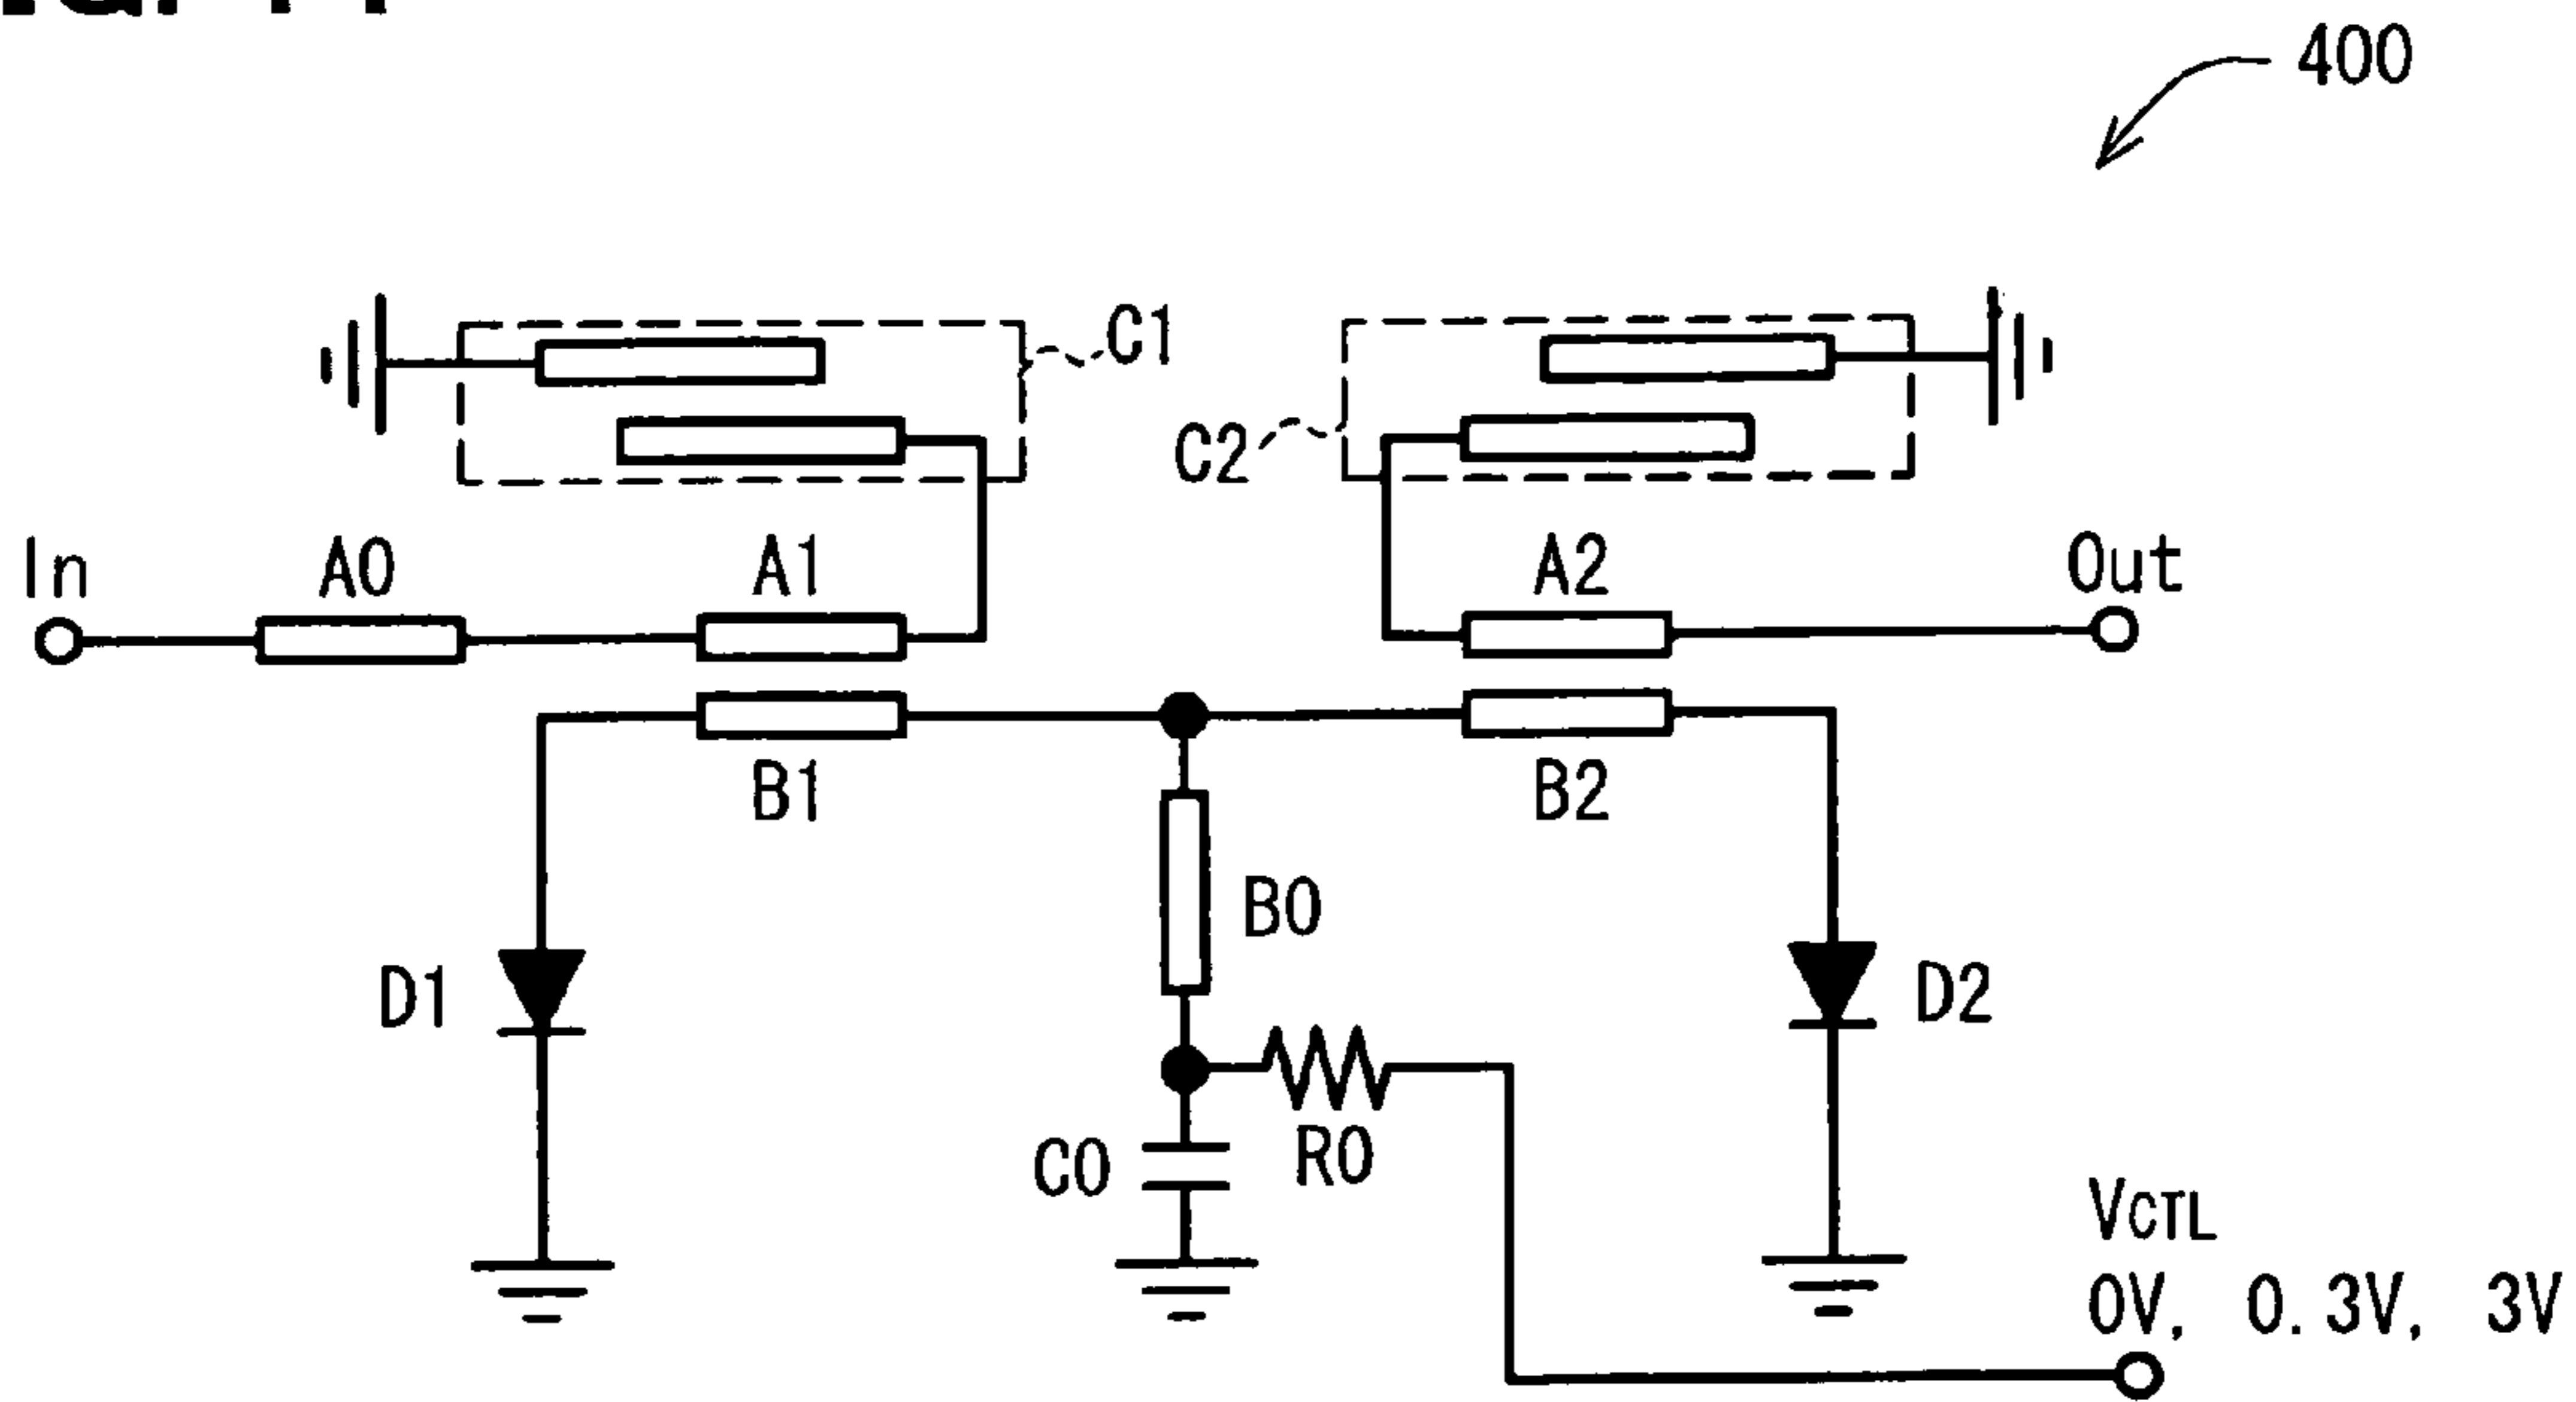 400
C1
C2
In
A0
A1
A2
Out
B1
B2
B0
D1
D2
C0
R0
VCTL
0V, 0.3V, 3V